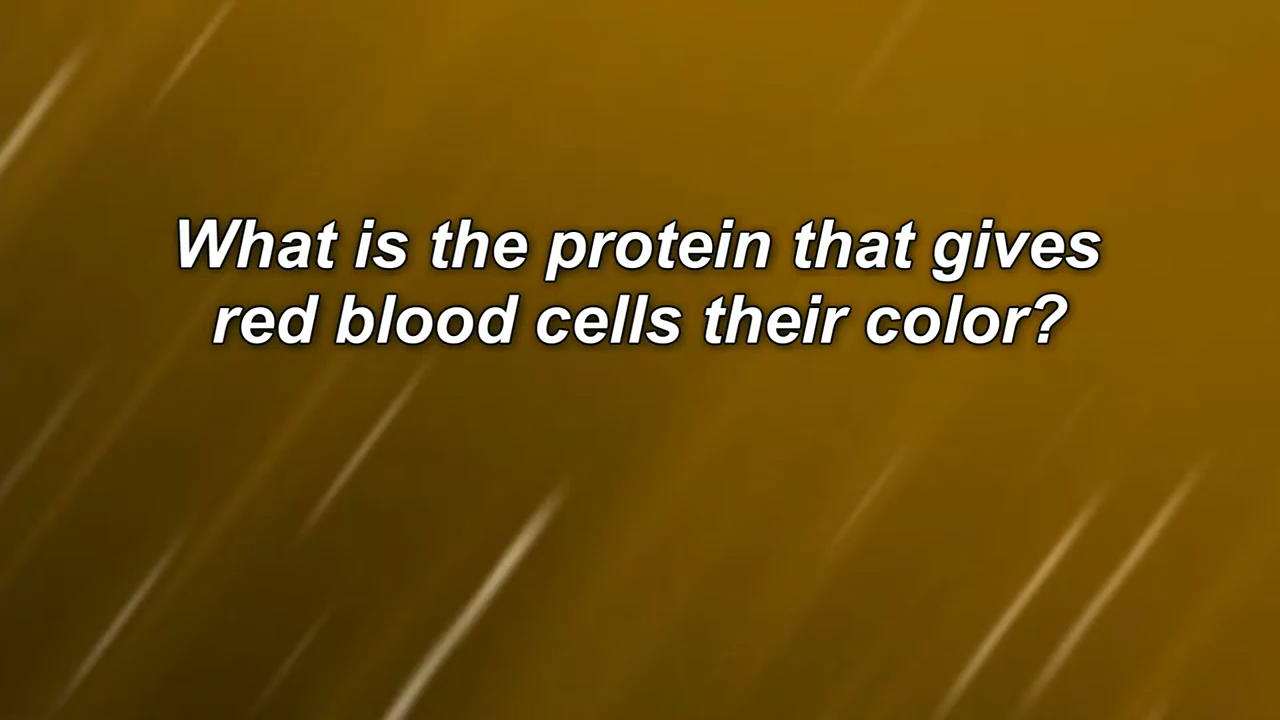 What is the protein that gives
red blood cells their color?